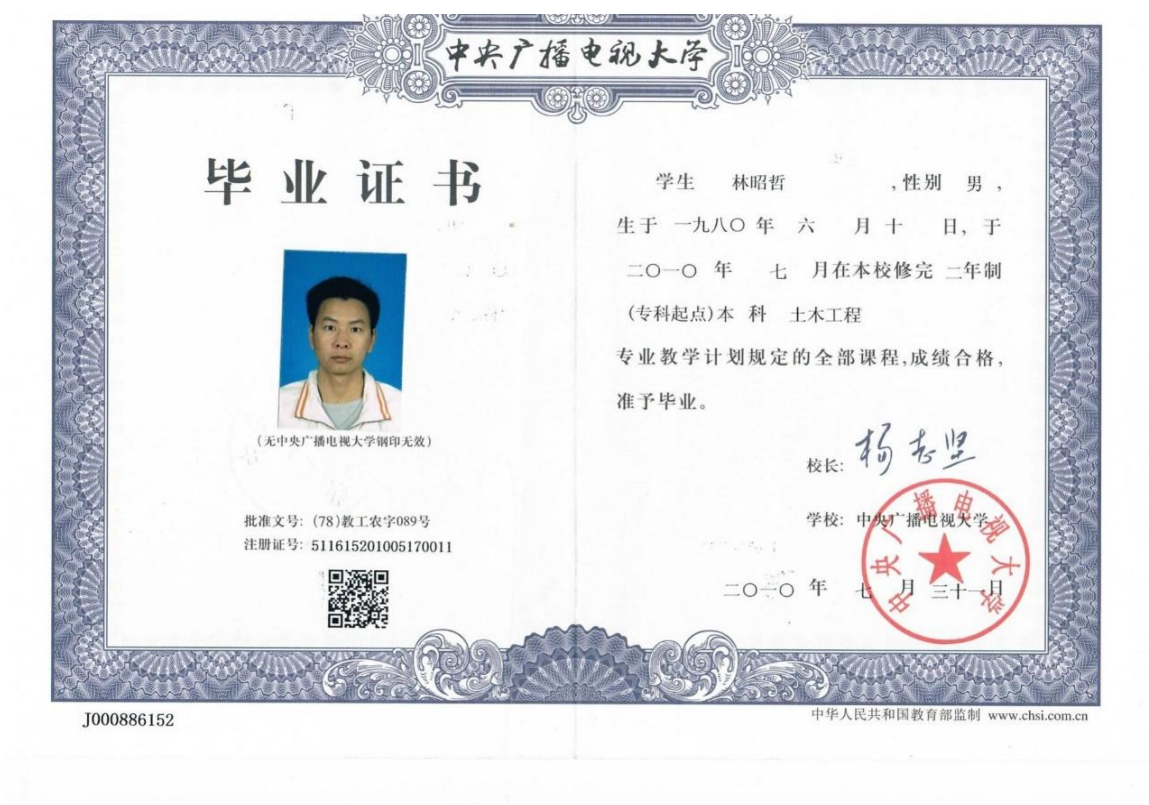 中央广播电视大学
毕业证书
(无中央广播电视大学钢印无效)
批准文号: (78)教工农字089号
注册证号: 511615201005170011
学生 林昭哲 ,性别 男 ,
生于 一九八〇 年 六 月 十 日, 于
二〇一〇 年 七 月在本校修完 二年制
(专科起点)本 科 土木工程
专业教学计划规定的全部课程,成绩合格,
准予毕业。
校长: 杨志坚
学校: 中央广播电视大学
中央广播电视大学
二〇一〇 年 七 月 三十一日
J000886152
中华人民共和国教育部监制 www.chsi.com.cn